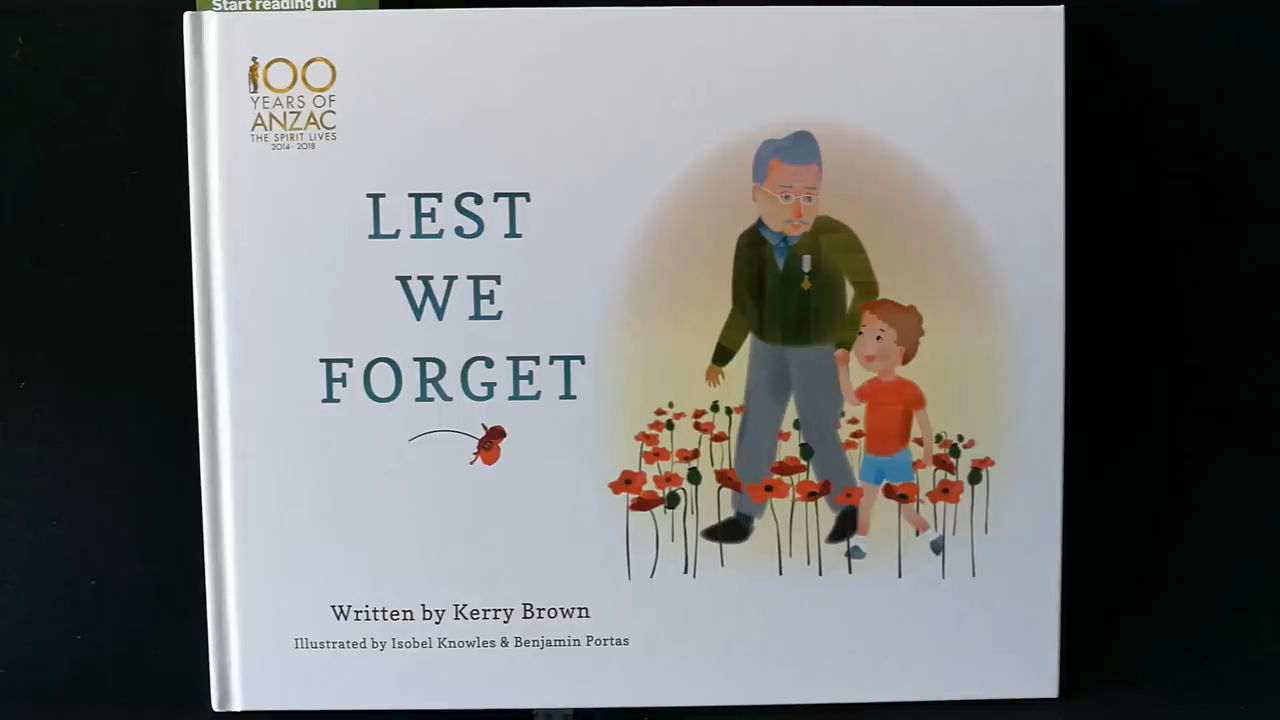 Start reading on
100
YEARS OF
ANZAC
THE SPIRIT LIVES
2014 - 2018
LEST
WE
FORGET
Written by Kerry Brown
Illustrated by Isobel Knowles & Benjamin Portas